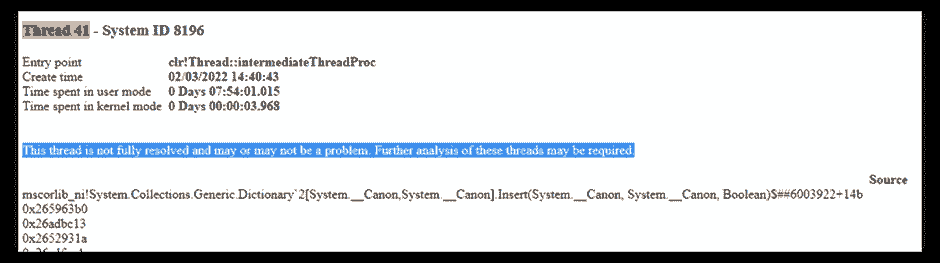 Thread 41 - System ID 8196
Entry point clr!Thread::intermediateThreadProc
Create time 02/03/2022 14:40:43
Time spent in user mode 0 Days 07:54:01.015
Time spent in kernel mode 0 Days 00:00:03.968
This thread is not fully resolved and may or may not be a problem. Further analysis of these threads may be required.
Source
mscorlib_ni!System.Collections.Generic.Dictionary`2[System.__Canon,System.__Canon].Insert(System.__Canon, System.__Canon, Boolean)$##6003922+14b
0x265963b0
0x26adbc13
0x2652931a